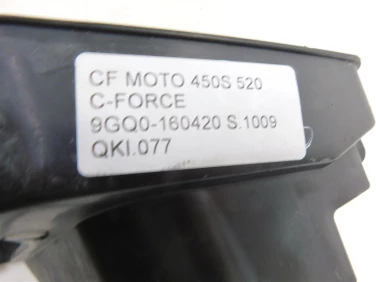 CF MOTO 450S 520
C-FORCE
9GQ0-160420 S.1009
QKI.077